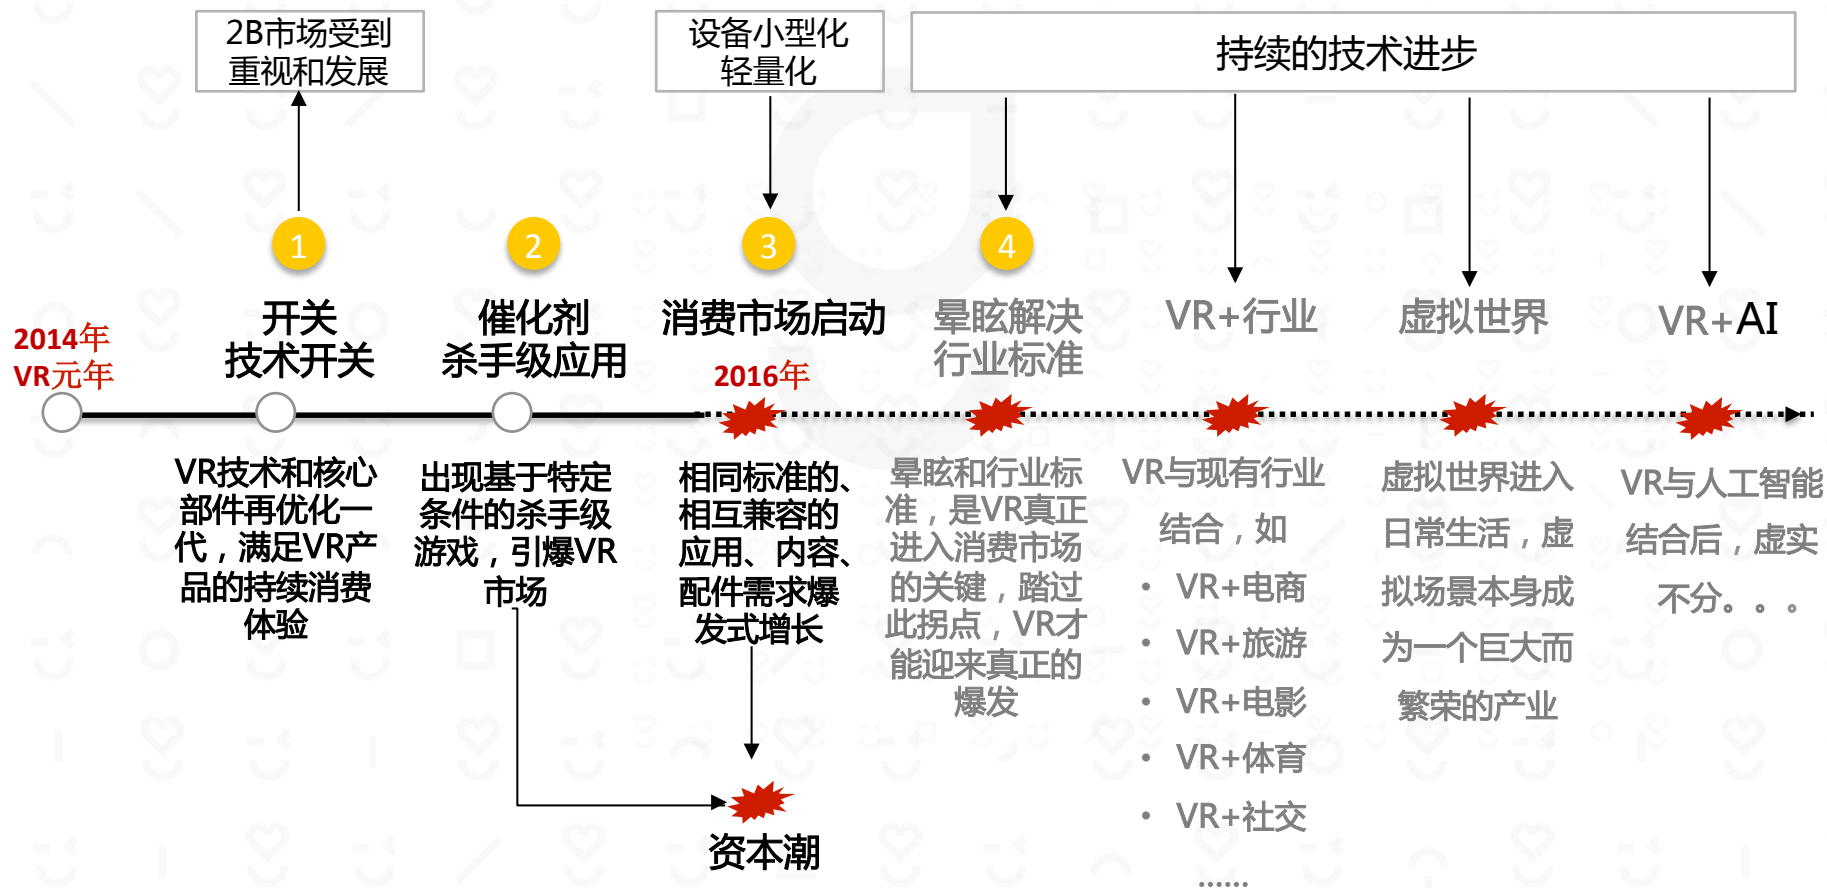 2B市场受到
重视和发展
设备小型化
轻量化
持续的技术进步
1
2
3
4
2014年
VR元年
开关
技术开关
催化剂
杀手级应用
消费市场启动
2016年
晕眩解决
行业标准
VR+行业
虚拟世界
VR+AI
VR技术和核心
部件再优化一
代，满足VR产
品的持续消费
体验
出现基于特定
条件的杀手级
游戏，引爆VR
市场
相同标准的、
相互兼容的
应用、内容、
配件需求爆
发式增长
资本潮
晕眩和行业标
准，是VR真正
进入消费市场
的关键，踏过
此拐点，VR才
能迎来真正的
爆发
VR与现有行业
结合，如
• VR+电商
• VR+旅游
• VR+电影
• VR+体育
• VR+社交
......
虚拟世界进入
日常生活，虚
拟场景本身成
为一个巨大而
繁荣的产业
VR与人工智能
结合后，虚实
不分。。。